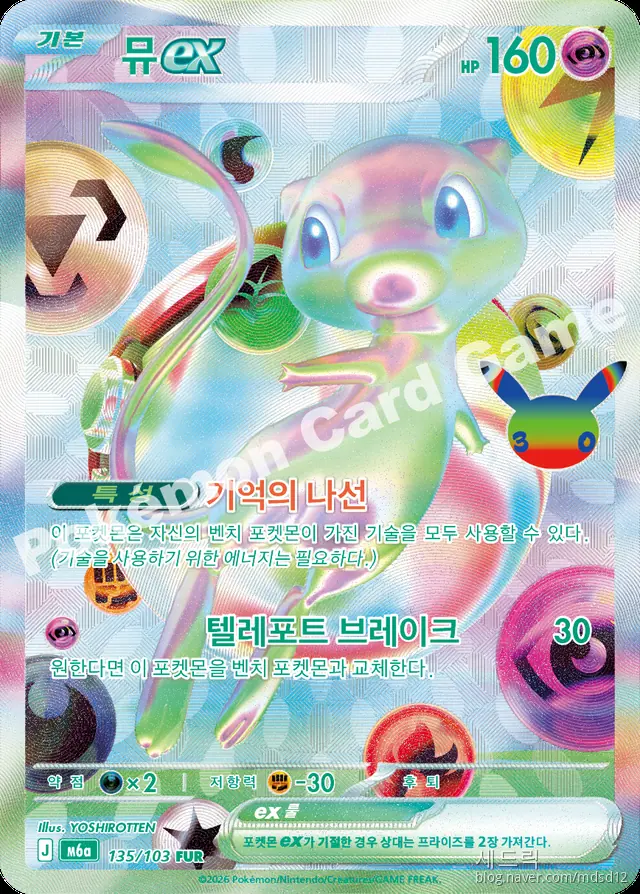 기본
뮤ex
HP 160
Pokémon Card Game
30
특성 기억의 나선
이 포켓몬은 자신의 벤치 포켓몬이 가진 기술을 모두 사용할 수 있다.
(기술을 사용하기 위한 에너지는 필요하다.)
텔레포트 브레이크 30
원한다면 이 포켓몬을 벤치 포켓몬과 교체한다.
약점 ×2 저항력 -30 후퇴
ex 룰
Illus. YOSHIROTTEN
포켓몬 ex가 기절한 경우 상대는 프라이즈를 2장 가져간다.
J M6a 135/103 FUR
세드릭
blog.naver.com/mdsd12
©2026 Pokémon/Nintendo/Creatures/GAME FREAK.